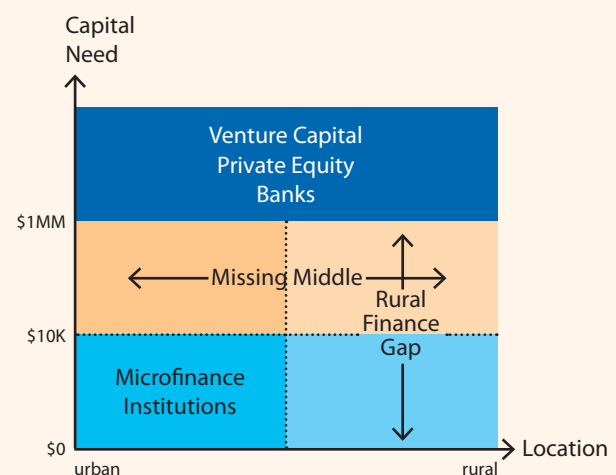 Capital
Need
Venture Capital
Private Equity
Banks
$1MM
Missing Middle
Rural
Finance
Gap
$10K
Microfinance
Institutions
$0
Location
urban
rural